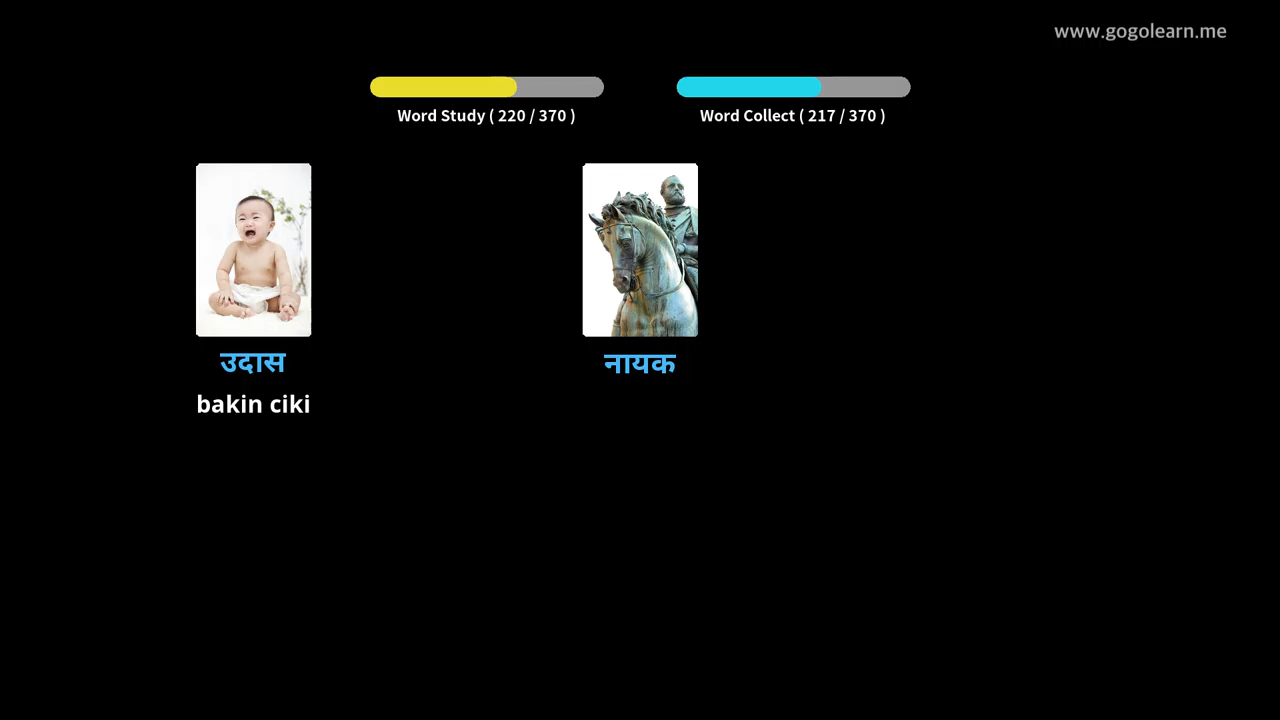 www.gogolearn.me
Word Study ( 220 / 370 )
Word Collect ( 217 / 370 )
उदास
नायक
bakin ciki